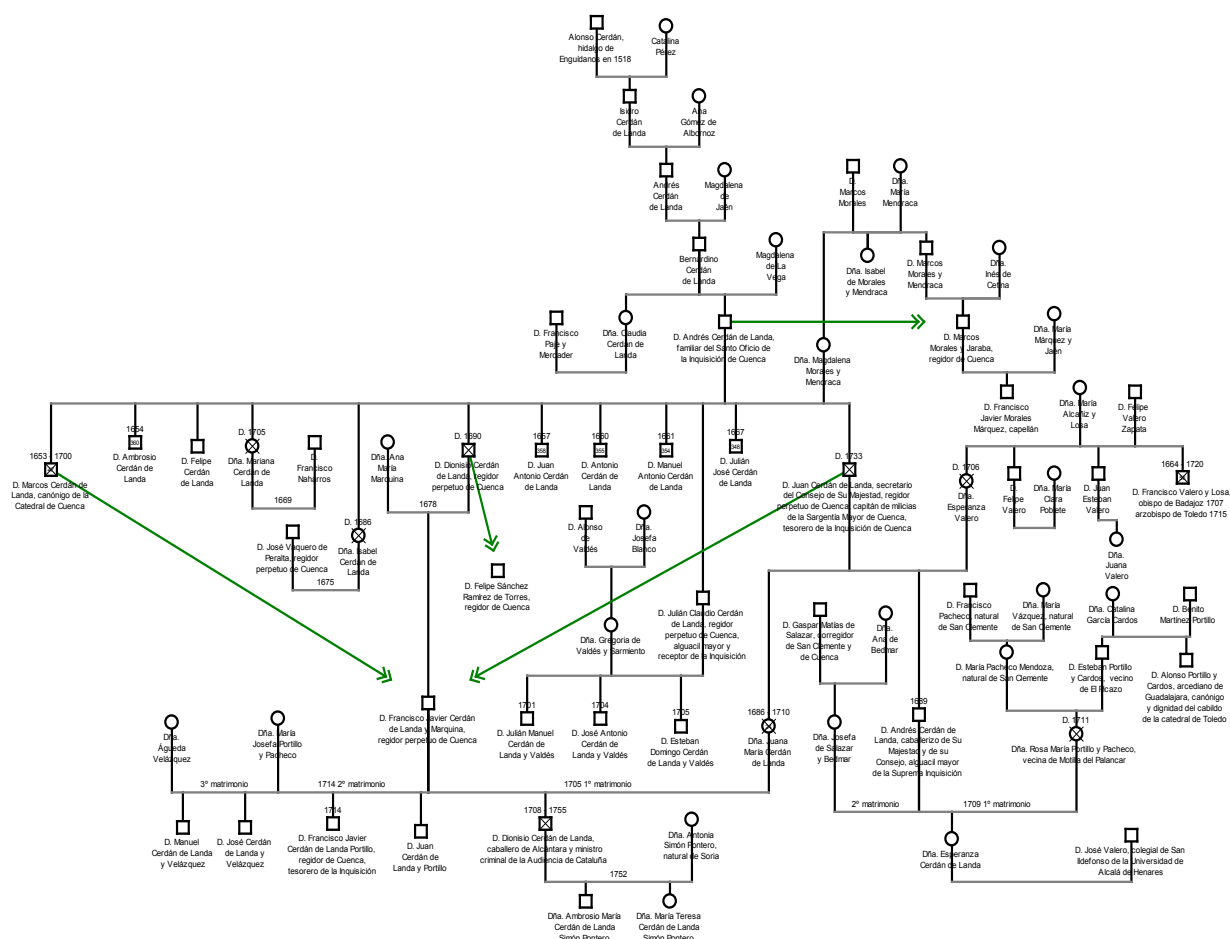 Alonso Cerdán,
hidalgo de
Enguídanos en 1518
Catalina
Pérez
Isidro
Cerdán
de Landa
Ana
Gómez de
Albornoz
Andrés
Cerdán
de Landa
Magdalena
de
Jaén
D.
Marcos
Morales
Dña.
María
Mendraca
Bernardino
Cerdán
de Landa
Magdalena
de La
Vega
Dña. Isabel
de Morales
y Mendraca
D. Marcos
Morales y
Mendraca
Dña.
Inés de
Cetina
D. Francisco
Paje y
Mercader
Dña. Claudia
Cerdán de
Landa
D. Andrés Cerdán de Landa,
familiar del Santo Oficio de
la Inquisición de Cuenca
Dña. Magdalena
Morales y
Mendraca
D. Marcos
Morales y Jaraba,
regidor de Cuenca
Dña. María
Márquez y
Jaén
D. Francisco
Javier Morales
Márquez, capellán
Dña. María
Alcañiz y
Losa
D. Felipe
Valero
Zapata
1653 - 1700
D. Marcos Cerdán de
Landa, canónigo de la
Catedral de Cuenca
1654
360
D. Ambrosio
Cerdán de
Landa
D. Felipe
Cerdán
de Landa
D. 1705
Dña. Mariana
Cerdán de
Landa
D.
Francisco
Naharros
1669
D. José Vaquero de
Peralta, regidor
perpetuo de Cuenca
D. 1686
Dña. Isabel
Cerdán de
Landa
1675
Dña. Ana
María
Marquina
D. 1690
D. Dionisio Cerdán
de Landa, regidor
perpetuo de Cuenca
1678
D. Felipe Sánchez
Ramírez de Torres,
regidor de Cuenca
1657
358
D. Juan
Antonio Cerdán
de Landa
1660
355
D. Antonio
Cerdán de
Landa
1661
354
D. Manuel
Antonio Cerdán
de Landa
1667
348
D. Julián
José Cerdán
de Landa
D. 1733
D. Juan Cerdán de Landa, secretario
del Consejo de Su Majestad, regidor
perpetuo de Cuenca, capitán de milicias
de la Sargentía Mayor de Cuenca,
tesorero de la Inquisición de Cuenca
D. 1706
Dña.
Esperanza
Valero
D.
Felipe
Valero
Dña. María
Clara
Poblete
D. Juan
Esteban
Valero
Dña.
Juana
Valero
1664 - 1720
D. Francisco Valero y Losa
obispo de Badajoz 1707
arzobispo de Toledo 1715
D. Alonso
de
Valdés
Dña.
Josefa
Blanco
Dña. Gregoria de
Valdés y Sarmiento
D. Julián Claudio Cerdán
de Landa, regidor
perpetuo de Cuenca,
alguacil mayor y
receptor de la Inquisición
D. Gaspar Matías de
Salazar, corregidor
de San Clemente y
de Cuenca
Dña.
Ana de
Bedmar
D. Francisco
Pacheco, natural
de San Clemente
Dña. María
Vázquez, natural
de San Clemente
Dña. Catalina
García Cardos
D. Benito
Martínez Portillo
D. María Pacheco Mendoza,
natural de San Clemente
D. Esteban Portillo
y Cardos, vecino
de El Picazo
D. Alonso Portillo y
Cardos, arcediano de
Guadalajara, canónigo
y dignidad del cabildo
de la catedral de Toledo
Dña.
Águeda
Velázquez
Dña. María
Josefa Portillo
y Pacheco
D. Francisco Javier Cerdán
de Landa y Marquina,
regidor perpetuo de Cuenca
1701
D. Julián Manuel
Cerdán de
Landa y Valdés
1704
D. José Antonio
Cerdán de
Landa y Valdés
1705
D. Esteban
Domingo Cerdán
de Landa y Valdés
1686 - 1710
Dña. Juana
María Cerdán
de Landa
Dña. Josefa
de Salazar
y Bedmar
1689
D. Andrés Cerdán de
Landa, caballerizo de Su
Majestad y de su
Consejo, alguacil mayor
de la Suprema Inquisición
D. 1711
Dña. Rosa María Portillo y Pacheco,
vecina de Motilla del Palancar
3º matrimonio
1714 2º matrimonio
1705 1º matrimonio
2º matrimonio
1709 1º matrimonio
D. Manuel
Cerdán de Landa
y Velázquez
D. José Cerdán
de Landa y
Velázquez
1714
D. Francisco Javier
Cerdán de Landa Portillo,
regidor de Cuenca,
tesorero de la Inquisición
D. Juan
Cerdán de
Landa y Portillo
1708 - 1755
D. Dionisio Cerdán de Landa,
caballero de Alcántara y ministro
criminal de la Audiencia de Cataluña
Dña. Antonia
Simón Pontero,
natural de Soria
1752
Dña. Esperanza
Cerdán de Landa
D. José Valero, colegial de San
Ildefonso de la Universidad de
Alcalá de Henares
Dña. Ambrosio María
Cerdán de Landa
Simón Pontero
Dña. María Teresa
Cerdán de Landa
Simón Pontero